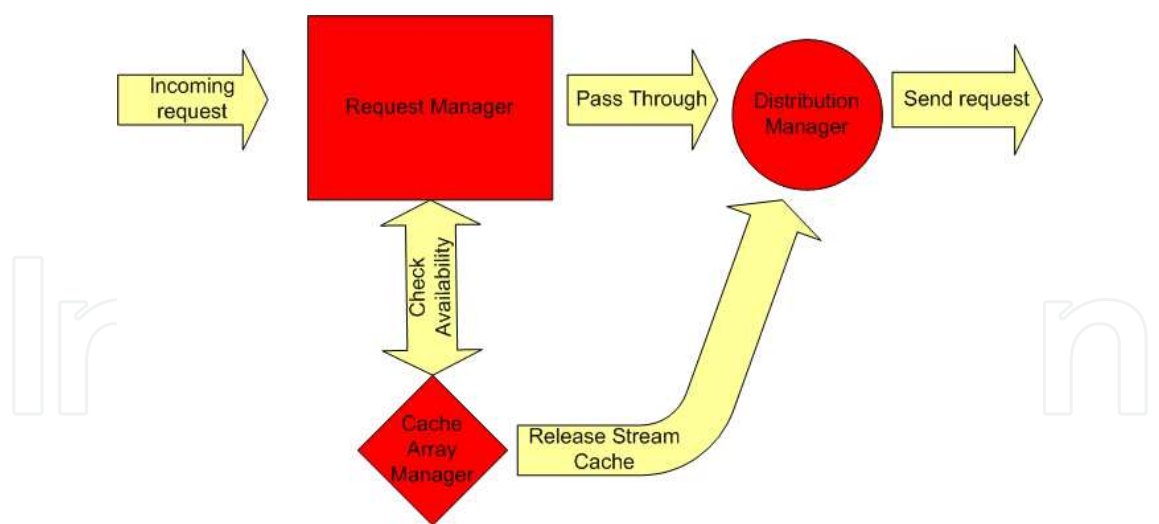 Incoming
request
Request Manager
Pass Through
Distribution
Manager
Send request
Check
Availability
Cache
Array
Manager
Release Stream
Cache